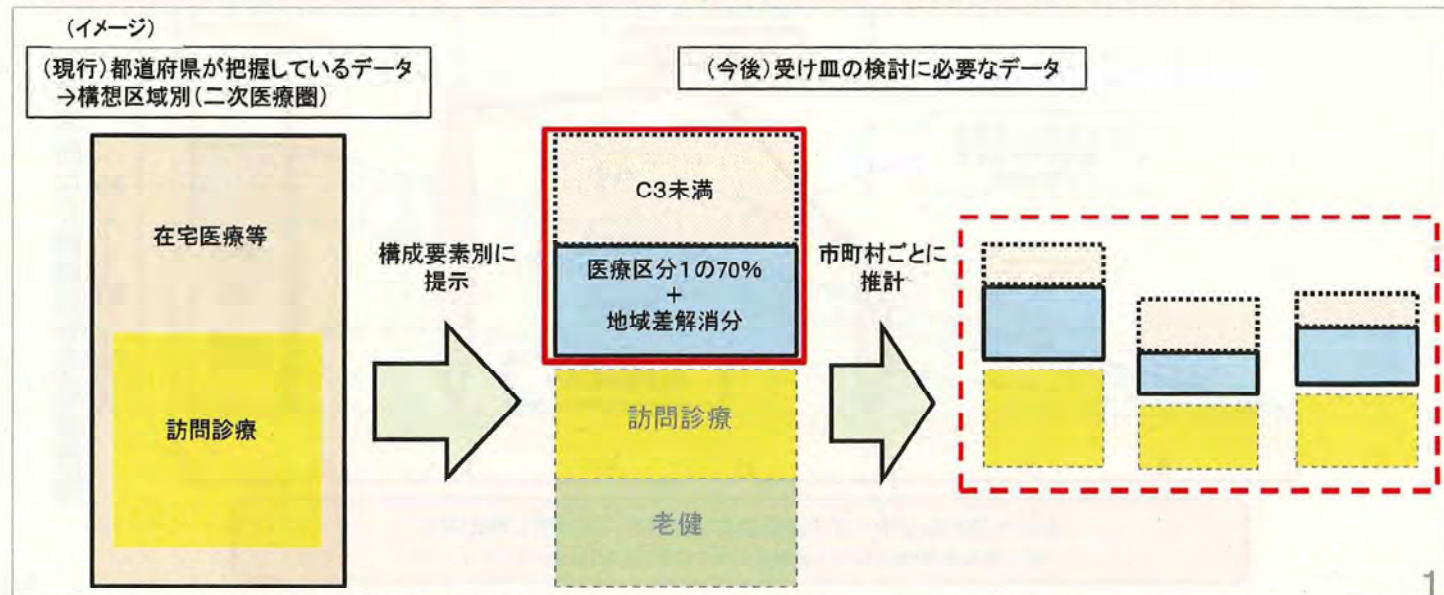 (イメージ)
(現行)都道府県が把握しているデータ
→構想区域別(二次医療圏)
(今後)受け皿の検討に必要なデータ
在宅医療等
訪問診療
構成要素別に
提示
C3未満
医療区分1の70%
+
地域差解消分
訪問診療
老健
市町村ごとに
推計
1